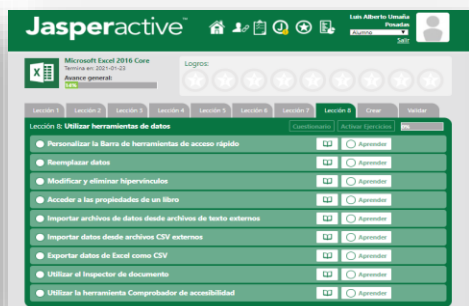 Jasperactive™
Luis Alberto Umaña
Posadas
Alumno
Salir
Microsoft Excel 2016 Core
Termina en: 2021-01-23
Avance general:
Logros:
Lección 1 Lección 2 Lección 3 Lección 4 Lección 5 Lección 6 Lección 7 Lección 8 Crear Validar
Lección 8: Utilizar herramientas de datos Cuestionario Activar Ejercicios 0%
Personalizar la Barra de herramientas de acceso rápido Aprender
Reemplazar datos Aprender
Modificar y eliminar hipervínculos Aprender
Acceder a las propiedades de un libro Aprender
Importar archivos de datos desde archivos de texto externos Aprender
Importar datos desde archivos CSV externos Aprender
Exportar datos de Excel como CSV Aprender
Utilizar el Inspector de documento Aprender
Utilizar la herramienta Comprobador de accesibilidad Aprender